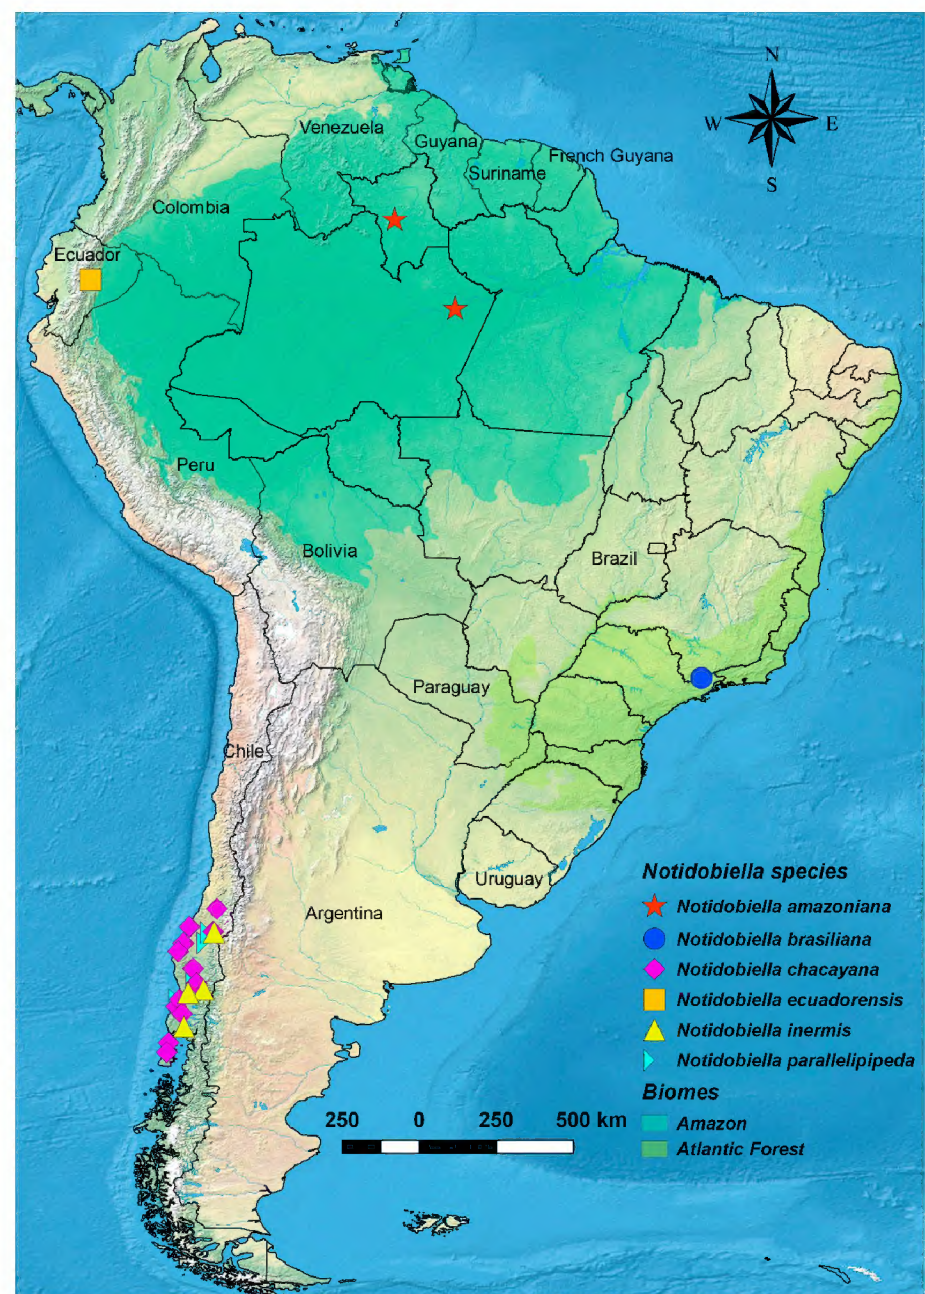 N
W E
S
Venezuela
Guyana
French Guyana
Suriname
Colombia
Ecuador
Peru
Bolivia
Brazil
Paraguay
Chile
Uruguay
Argentina
Notidobiella species
Notidobiella amazoniana
Notidobiella brasiliana
Notidobiella chacayana
Notidobiella ecuadorensis
Notidobiella inermis
Notidobiella parallelipipeda
Biomes
Amazon
Atlantic Forest
250 0 250 500 km